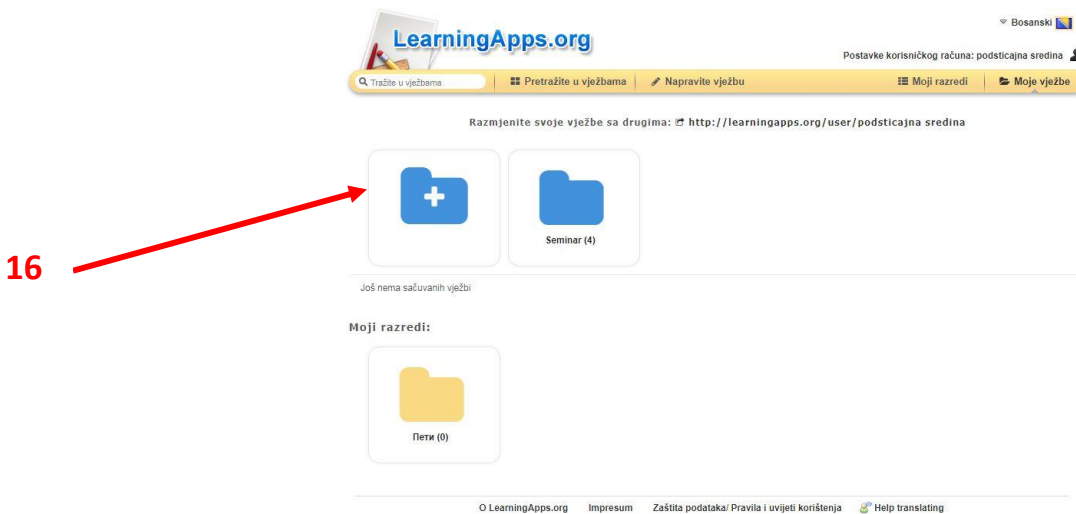 LearningApps.org
Bosanski
Postavke korisničkog računa: podsticajna sredina
Tražite u vježbama
Pretražite u vježbama
Napravite vježbu
Moji razredi
Moje vježbe
Razmjenite svoje vježbe sa drugima: http://learningapps.org/user/podsticajna sredina
Seminar (4)
16
Još nema sačuvanih vježbi
Moji razredi:
Пети (0)
O LearningApps.org Impresum Zaštita podataka/ Pravila i uvijeti korištenja Help translating